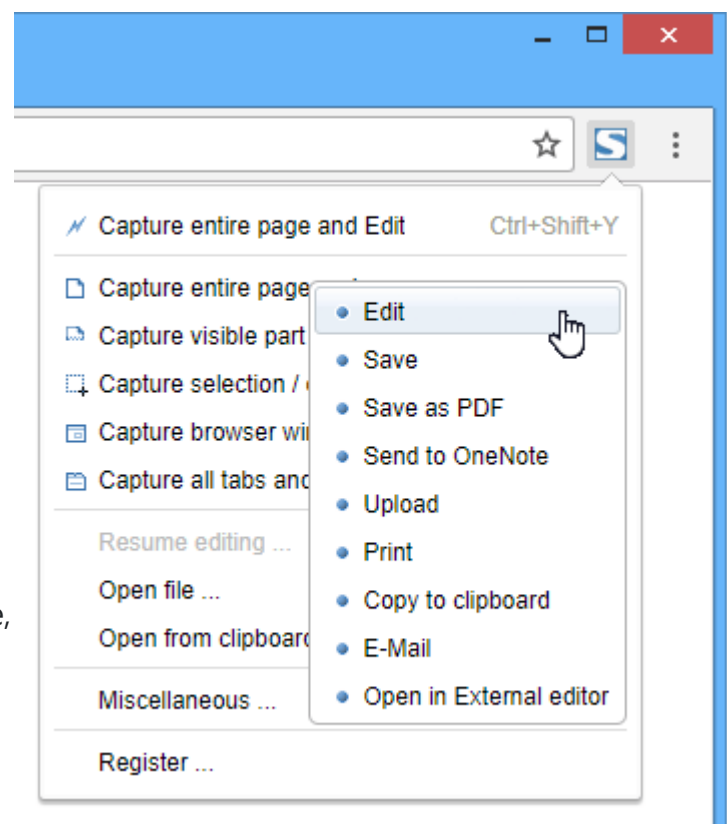 Capture entire page and Edit Ctrl+Shift+Y
Capture entire page
Capture visible part
Capture selection /
Capture browser
Capture all tabs and
Resume editing ...
Open file ...
Open from clipboard
Miscellaneous ...
Register ...
Edit
Save
Save as PDF
Send to OneNote
Upload
Print
Copy to clipboard
E-Mail
Open in External editor